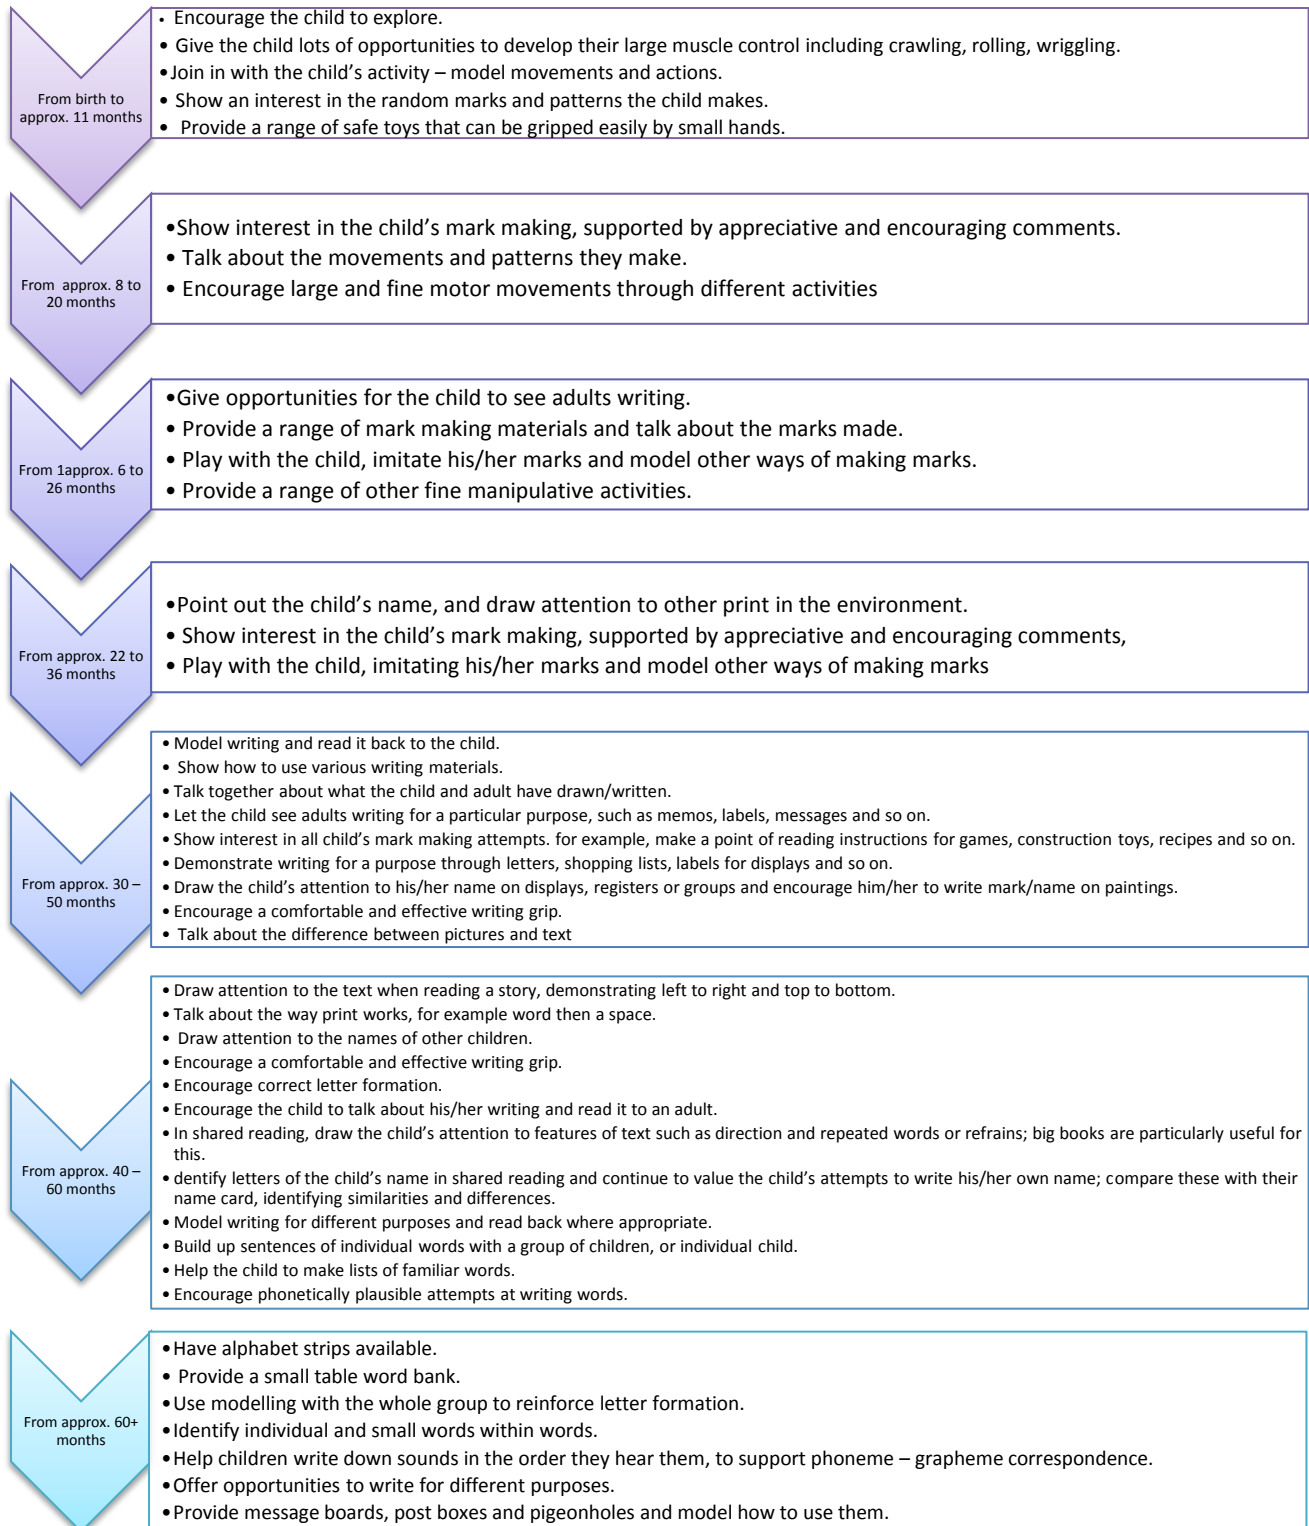 • Encourage the child to explore.
• Give the child lots of opportunities to develop their large muscle control including crawling, rolling, wriggling.
•Join in with the child's activity – model movements and actions.
• Show an interest in the random marks and patterns the child makes.
• Provide a range of safe toys that can be gripped easily by small hands.
From birth to
approx. 11 months
•Show interest in the child's mark making, supported by appreciative and encouraging comments.
• Talk about the movements and patterns they make.
• Encourage large and fine motor movements through different activities
From approx. 8 to
20 months
•Give opportunities for the child to see adults writing.
• Provide a range of mark making materials and talk about the marks made.
• Play with the child, imitate his/her marks and model other ways of making marks.
• Provide a range of other fine manipulative activities.
From 1approx. 6 to
26 months
•Point out the child's name, and draw attention to other print in the environment.
• Show interest in the child's mark making, supported by appreciative and encouraging comments,
• Play with the child, imitating his/her marks and model other ways of making marks
From approx. 22 to
36 months
• Model writing and read it back to the child.
• Show how to use various writing materials.
• Talk together about what the child and adult have drawn/written.
• Let the child see adults writing for a particular purpose, such as memos, labels, messages and so on.
• Show interest in all child's mark making attempts. for example, make a point of reading instructions for games, construction toys, recipes and so on.
• Demonstrate writing for a purpose through letters, shopping lists, labels for displays and so on.
• Draw the child's attention to his/her name on displays, registers or groups and encourage him/her to write mark/name on paintings.
• Encourage a comfortable and effective writing grip.
• Talk about the difference between pictures and text
From approx. 30 –
50 months
• Draw attention to the text when reading a story, demonstrating left to right and top to bottom.
• Talk about the way print works, for example word then a space.
• Draw attention to the names of other children.
• Encourage a comfortable and effective writing grip.
• Encourage correct letter formation.
• Encourage the child to talk about his/her writing and read it to an adult.
• In shared reading, draw the child's attention to features of text such as direction and repeated words or refrains; big books are particularly useful for
this.
• dentify letters of the child's name in shared reading and continue to value the child's attempts to write his/her own name; compare these with their
name card, identifying similarities and differences.
• Model writing for different purposes and read back where appropriate.
• Build up sentences of individual words with a group of children, or individual child.
• Help the child to make lists of familiar words.
• Encourage phonetically plausible attempts at writing words.
From approx. 40 –
60 months
•Have alphabet strips available.
• Provide a small table word bank.
•Use modelling with the whole group to reinforce letter formation.
•Identify individual and small words within words.
•Help children write down sounds in the order they hear them, to support phoneme – grapheme correspondence.
•Offer opportunities to write for different purposes.
•Provide message boards, post boxes and pigeonholes and model how to use them.
From approx. 60+
months